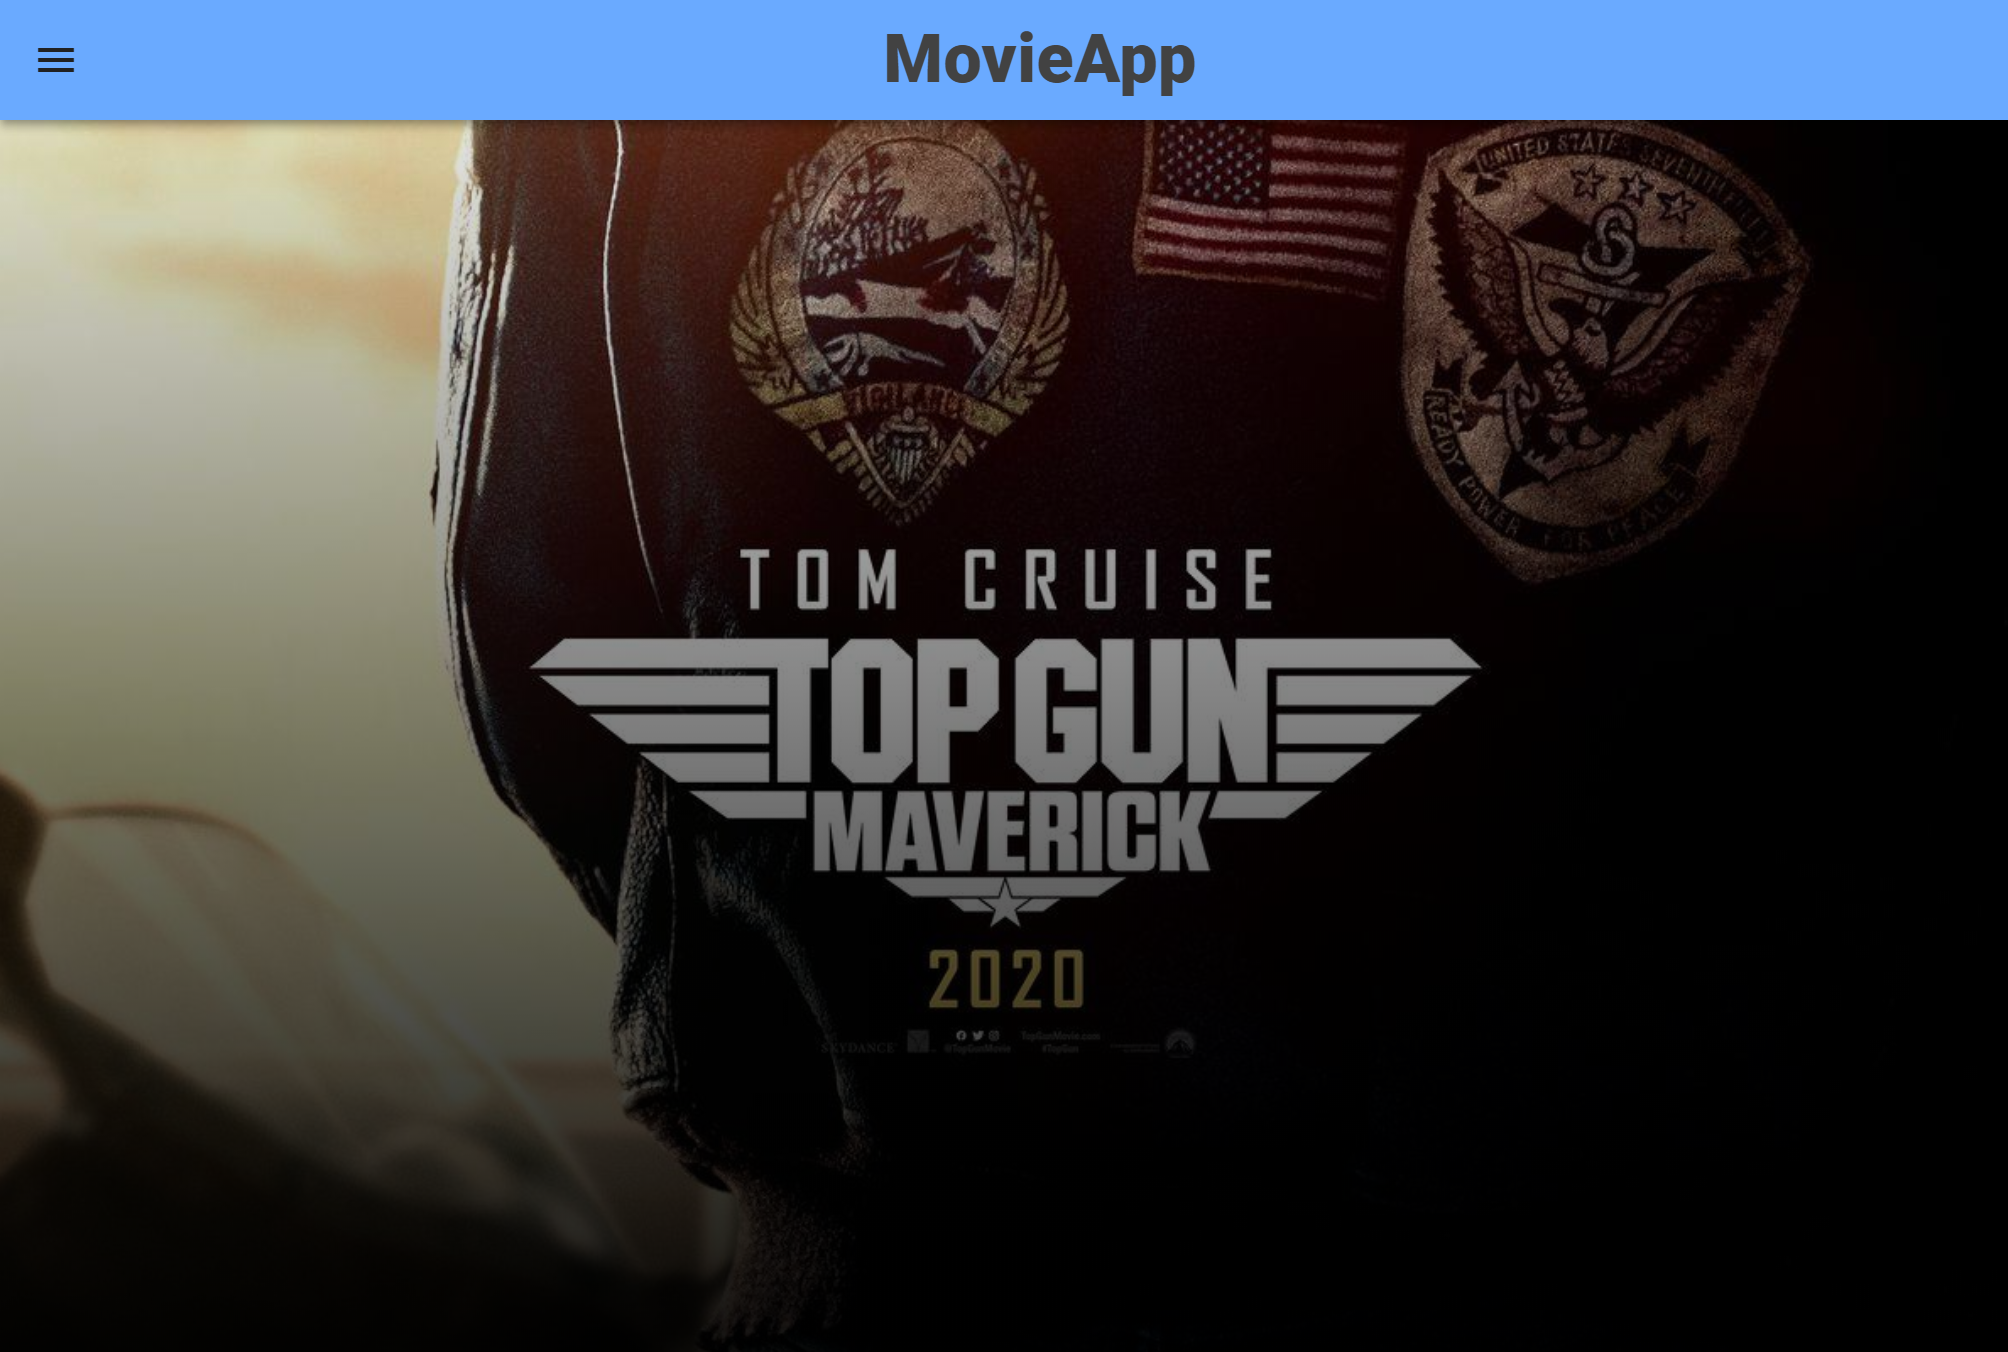 MovieApp
UNITED STATES SEVENTH FLEET
VIGILANCE
READY POWER FOR PEACE
TOM CRUISE
TOP GUN
MAVERICK
2020
SKYDANCE
@TopGunMovie
TopGunMovie.com
#TopGun